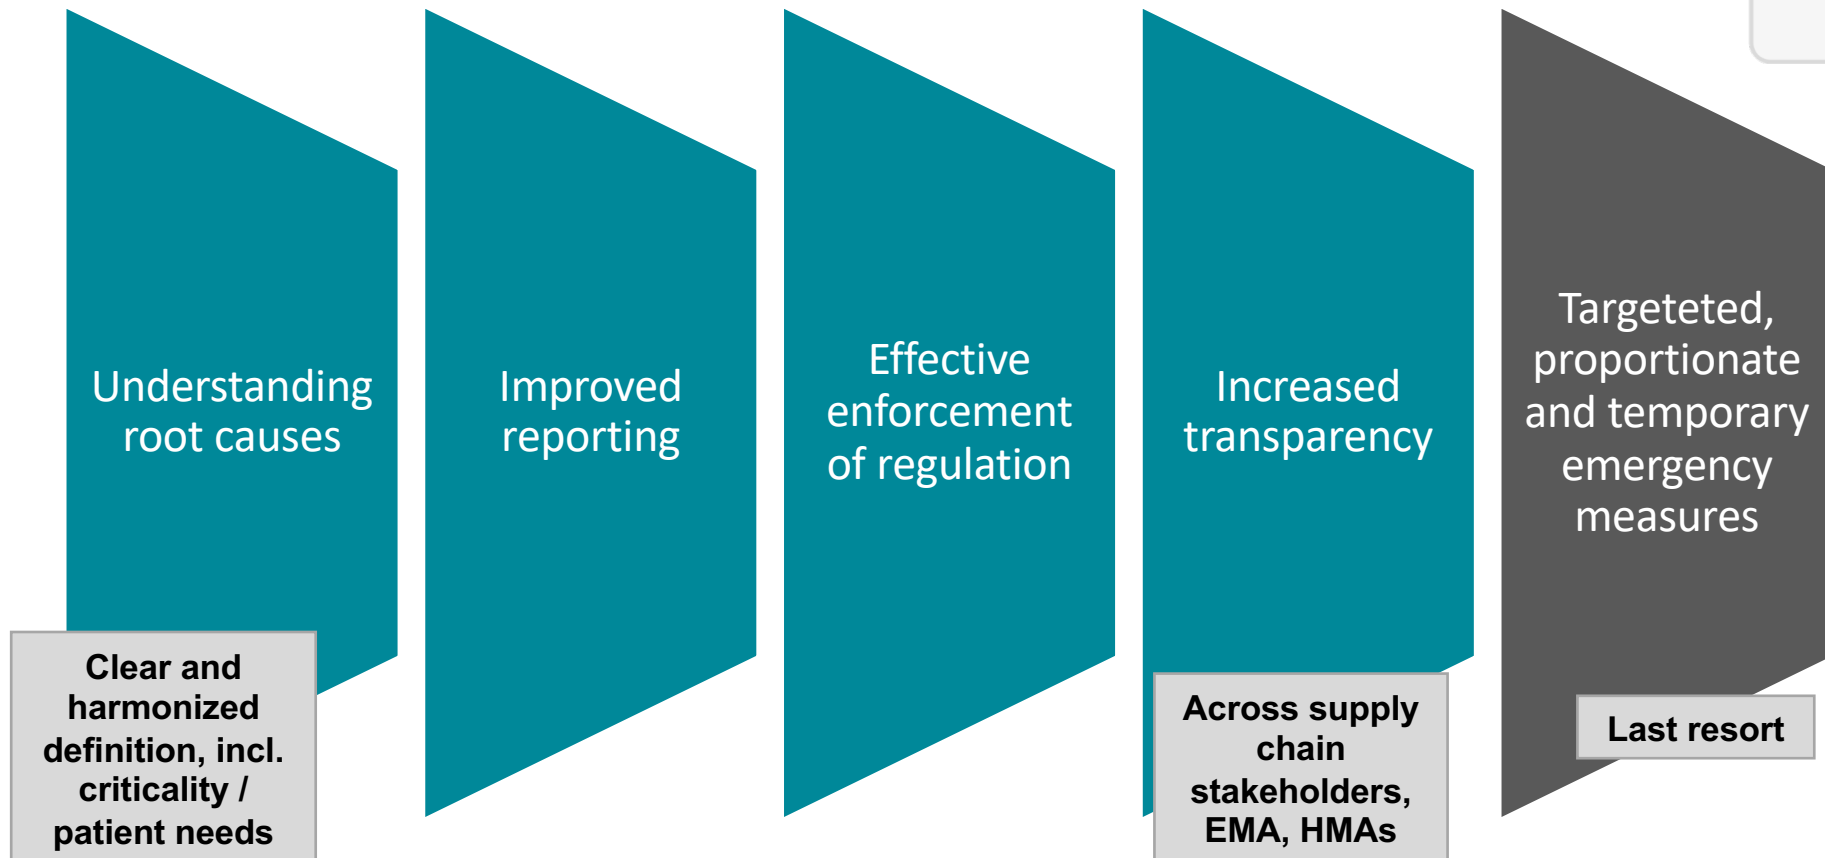 Understanding
root causes
Improved
reporting
Effective
enforcement
of regulation
Increased
transparency
Targeteted,
proportionate
and temporary
emergency
measures
Clear and
harmonized
definition, incl.
criticality /
patient needs
Across supply
chain
stakeholders,
EMA, HMAs
Last resort